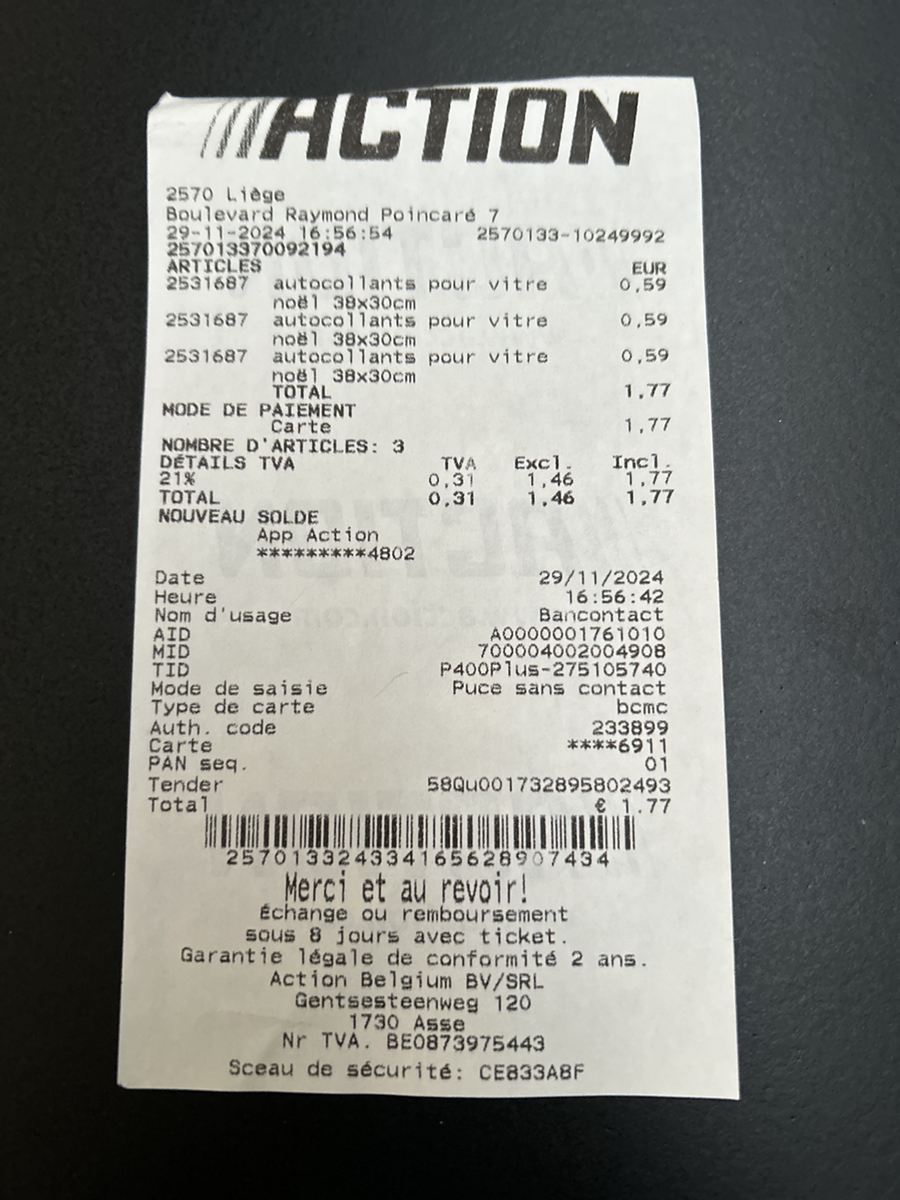 ACTION
2570 Liège
Boulevard Raymond Poincaré 7
29-11-2024 16:56:54 2570133-10249992
257013370092194
ARTICLES EUR
2531687 autocollants pour vitre 0,59
noël 38x30cm
2531687 autocollants pour vitre 0,59
noël 38x30cm
2531687 autocollants pour vitre 0,59
noël 38x30cm
TOTAL 1,77
MODE DE PAIEMENT
Carte 1,77
NOMBRE D'ARTICLES: 3
DÉTAILS TVA TVA Excl. Incl.
21% 0,31 1,46 1,77
TOTAL 0,31 1,46 1,77
NOUVEAU SOLDE
App Action
*********4802
Date 29/11/2024
Heure 16:56:42
Nom d'usage Bancontact
AID A0000001761010
MID 700004002004908
TID P400Plus-275105740
Mode de saisie Puce sans contact
Type de carte bcmc
Auth. code 233899
Carte ****6911
PAN seq. 01
Tender 58Qu001732895802493
Total € 1.77
257013324334165628907434
Merci et au revoir!
Échange ou remboursement
sous 8 jours avec ticket.
Garantie légale de conformité 2 ans.
Action Belgium BV/SRL
Gentsesteenweg 120
1730 Asse
Nr TVA. BE0873975443
Sceau de sécurité: CE833A8F